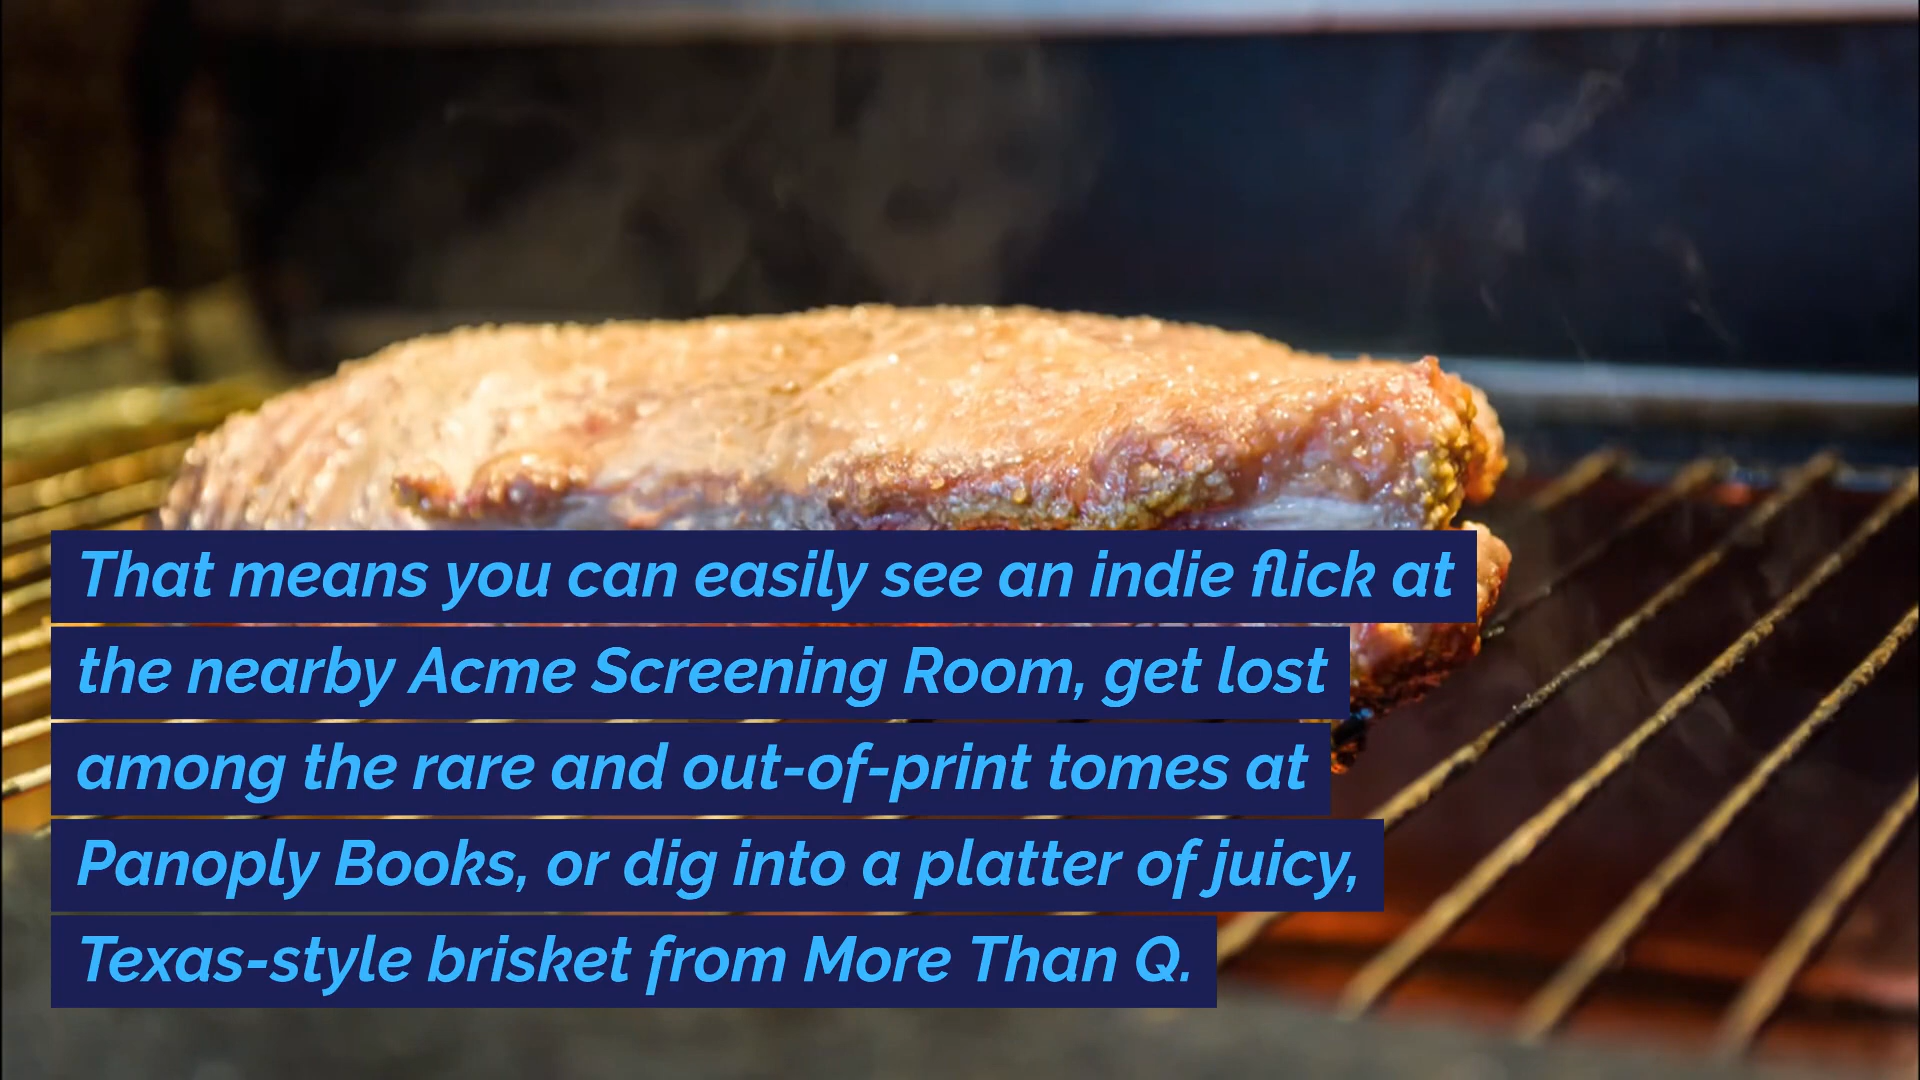 That means you can easily see an indie flick at
the nearby Acme Screening Room, get lost
among the rare and out-of-print tomes at
Panoply Books, or dig into a platter of juicy,
Texas-style brisket from More Than Q.